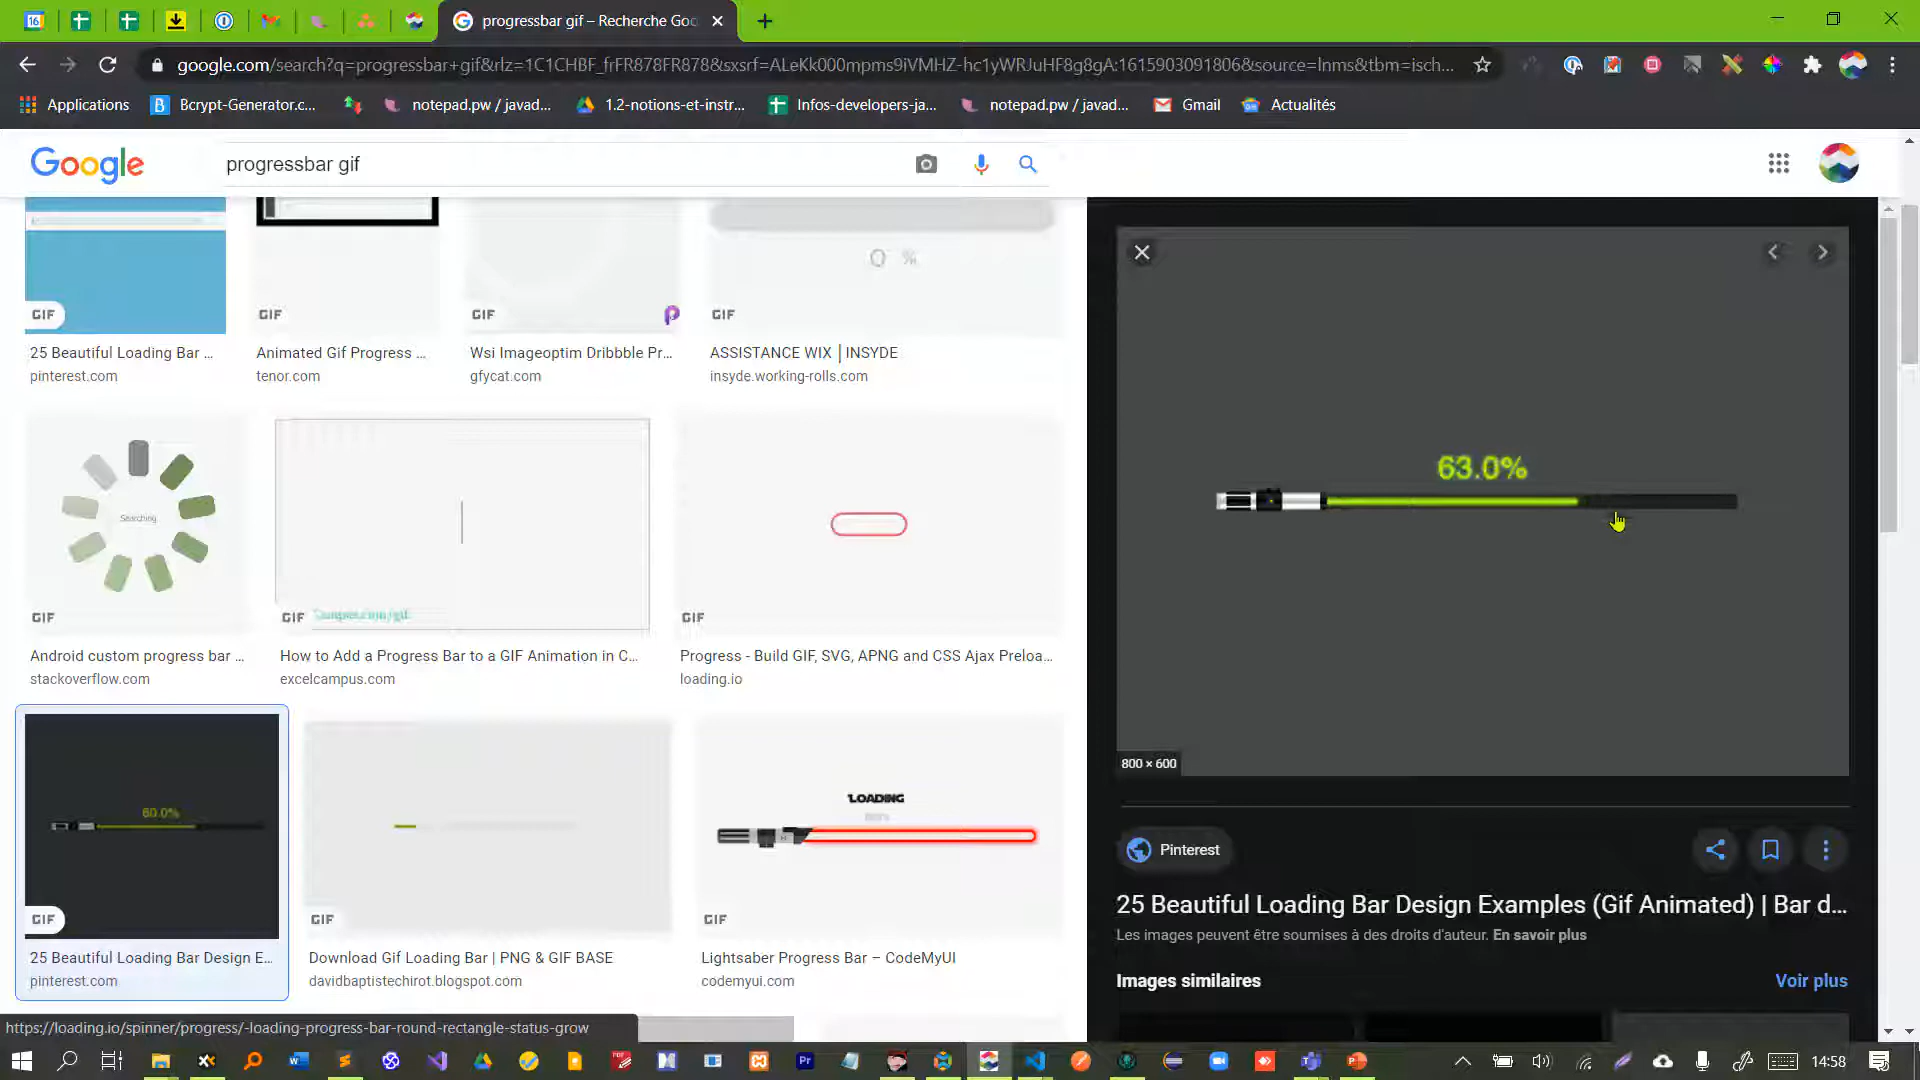 progressbar gif – Recherche Goo
google.com/search?q=progressbar+gif&rlz=1C1CHBF_frFR878FR878&sxsrf=ALeKk000mpms9iVMHZ-hc1yWRJuHF8g8gA:1615903091806&source=lnms&tbm=isch...
Applications
Bcrypt-Generator.c...
notepad.pw / javad...
1.2-notions-et-instr...
Infos-developers-ja...
notepad.pw / javad...
Gmail
Actualités
Google
progressbar gif
%
GIF
GIF
GIF
GIF
25 Beautiful Loading Bar ...
Animated Gif Progress ...
Wsi Imageoptim Dribbble Pr...
ASSISTANCE WIX | INSYDE
pinterest.com
tenor.com
gfycat.com
insyde.working-rolls.com
Searching
GIF
GIF
GIF
Android custom progress bar ...
How to Add a Progress Bar to a GIF Animation in C...
Progress - Build GIF, SVG, APNG and CSS Ajax Preloa...
stackoverflow.com
excelcampus.com
loading.io
60.0%
LOADING
GIF
GIF
GIF
25 Beautiful Loading Bar Design E...
Download Gif Loading Bar | PNG & GIF BASE
Lightsaber Progress Bar – CodeMyUI
pinterest.com
davidbaptistechirot.blogspot.com
codemyui.com
63.0%
800 × 600
Pinterest
25 Beautiful Loading Bar Design Examples (Gif Animated) | Bar d...
Les images peuvent être soumises à des droits d'auteur. En savoir plus
Images similaires
Voir plus
https://loading.io/spinner/progress/-loading-progress-bar-round-rectangle-status-grow
14:58